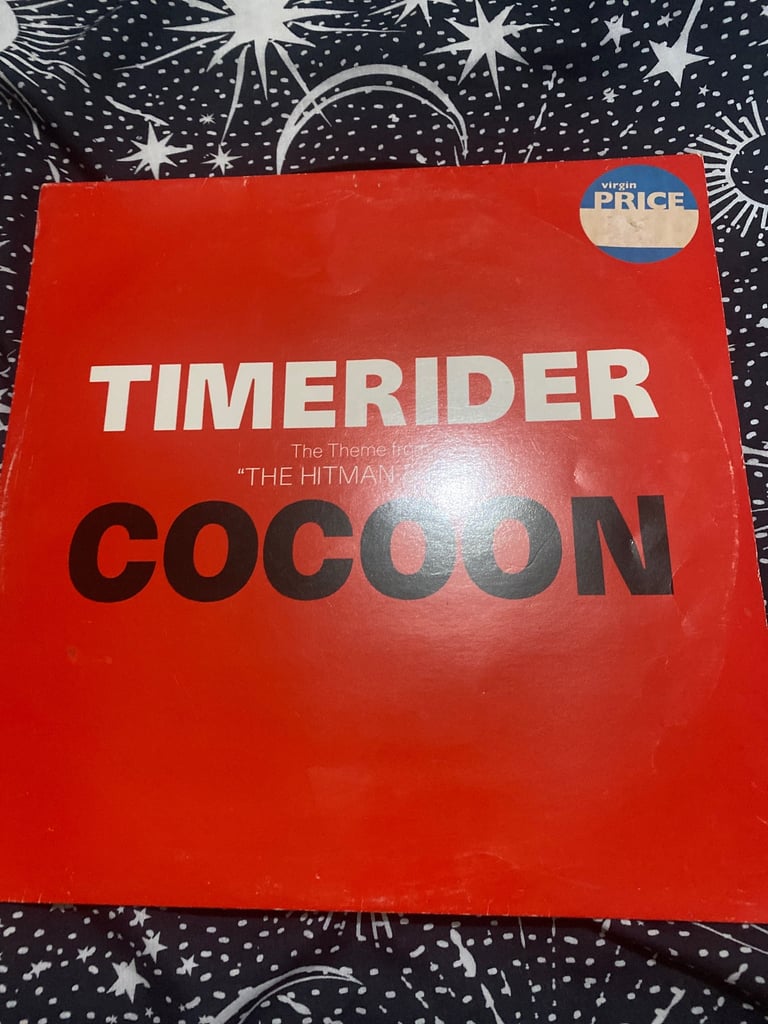 virgin
PRICE
TIMERIDER
The Theme from
"THE HITMAN
COCOON